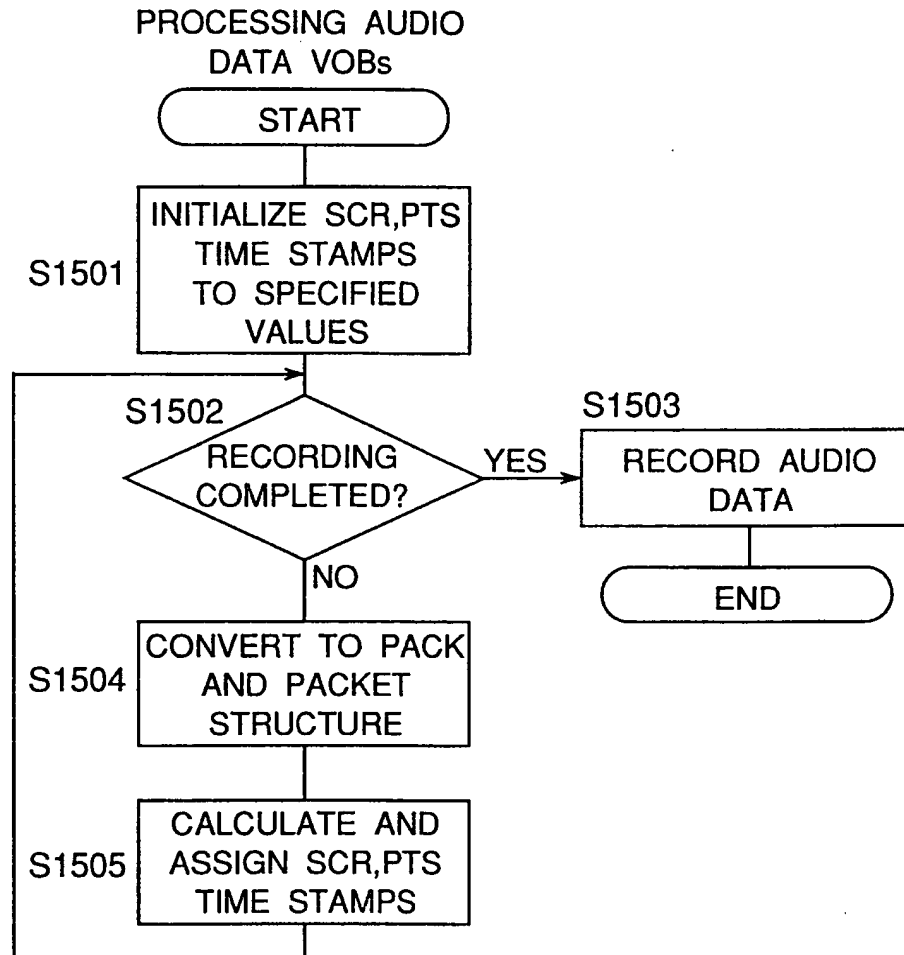 PROCESSING AUDIO
DATA VOBs
START
INITIALIZE SCR,PTS
TIME STAMPS
TO SPECIFIED
VALUES
S1501
S1502
RECORDING
COMPLETED?
YES
NO
S1503
RECORD AUDIO
DATA
END
S1504
CONVERT TO PACK
AND PACKET
STRUCTURE
S1505
CALCULATE AND
ASSIGN SCR,PTS
TIME STAMPS